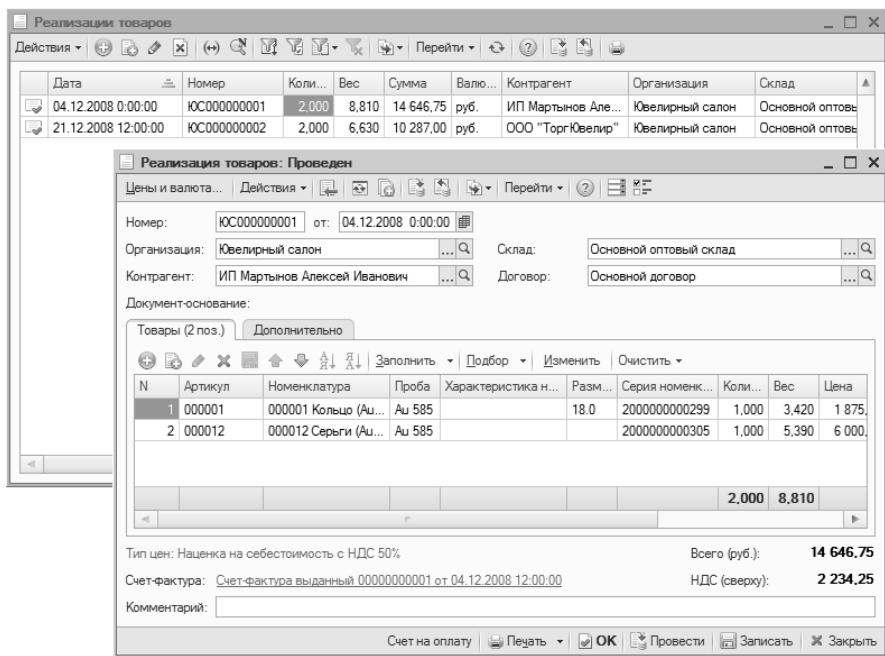 Реализации товаров
Действия Перейти
Дата Номер Коли... Вес Сумма Валю... Контрагент Организация Склад
04.12.2008 0:00:00 ЮС000000001 2,000 8,810 14 646,75 руб. ИП Мартынов Але... Ювелирный салон Основной оптовь
21.12.2008 12:00:00 ЮС000000002 2,000 6,630 10 287,00 руб. ООО "ТоргЮвелир" Ювелирный салон Основной оптовь
Реализация товаров: Проведен
Цены и валюта... Действия Перейти
Номер: ЮС000000001 от: 04.12.2008 0:00:00
Организация: Ювелирный салон ... Склад: Основной оптовый склад ...
Контрагент: ИП Мартынов Алексей Иванович ... Договор: Основной договор ...
Документ-основание:
Товары (2 поз.) Дополнительно
Заполнить Подбор Изменить Очистить
N Артикул Номенклатура Проба Характеристика н... Разм... Серия номенк... Коли... Вес Цена
1 000001 000001 Кольцо (Au... Au 585 18.0 2000000000299 1,000 3,420 1 875,
2 000012 000012 Серьги (Au... Au 585 2000000000305 1,000 5,390 6 000,
2,000 8,810
Тип цен: Наценка на себестоимость с НДС 50% Всего (руб.): 14 646,75
Счет-фактура: Счет-фактура выданный 00000000001 от 04.12.2008 12:00:00 НДС (сверху): 2 234,25
Комментарий:
Счет на оплату Печать OK Провести Записать Закрыть